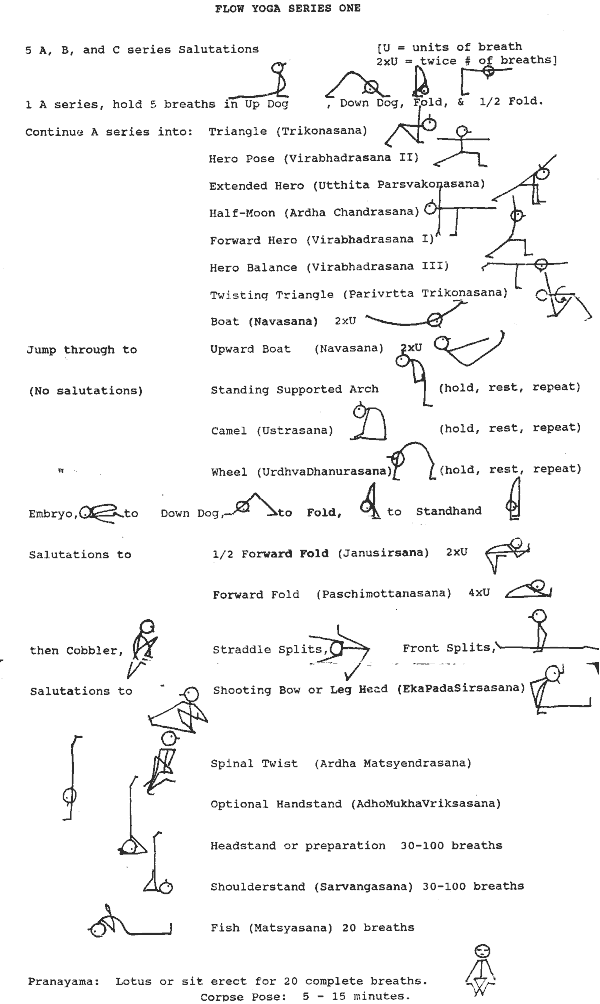 FLOW YOGA SERIES ONE
5 A, B, and C series Salutations [U = units of breath
2xU = twice # of breaths]
1 A series, hold 5 breaths in Up Dog , Down Dog, Fold, & 1/2 Fold.
Continue A series into: Triangle (Trikonasana)
Hero Pose (Virabhadrasana II)
Extended Hero (Utthita Parsvakonasana)
Half-Moon (Ardha Chandrasana)
Forward Hero (Virabhadrasana I)
Hero Balance (Virabhadrasana III)
Twisting Triangle (Parivrtta Trikonasana)
Boat (Navasana) 2xU
Jump through to Upward Boat (Navasana) 2xU
(No salutations) Standing Supported Arch (hold, rest, repeat)
Camel (Ustrasana) (hold, rest, repeat)
" Wheel (UrdhvaDhanurasana) (hold, rest, repeat)
Embryo, to Down Dog, to Fold, to Standhand
Salutations to 1/2 Forward Fold (Janusirsana) 2xU
Forward Fold (Paschimottanasana) 4xU
then Cobbler, Straddle Splits, Front Splits,
Salutations to Shooting Bow or Leg Head (EkaPadaSirsasana)
Spinal Twist (Ardha Matsyendrasana)
Optional Handstand (AdhoMukhaVriksasana)
Headstand or preparation 30-100 breaths
Shoulderstand (Sarvangasana) 30-100 breaths
Fish (Matsyasana) 20 breaths
Pranayama: Lotus or sit erect for 20 complete breaths.
Corpse Pose: 5 - 15 minutes.